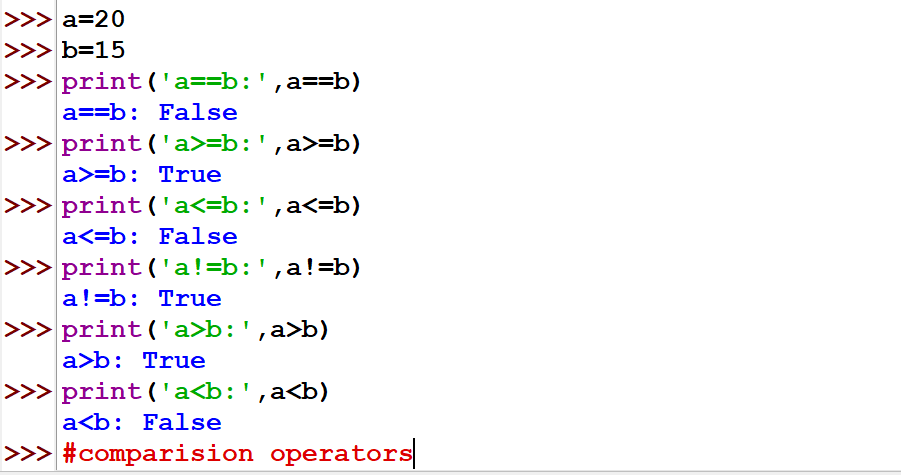 >>> a=20
>>> b=15
>>> print('a==b:',a==b)
a==b: False
>>> print('a>=b:',a>=b)
a>=b: True
>>> print('a<=b:',a<=b)
a<=b: False
>>> print('a!=b:',a!=b)
a!=b: True
>>> print('a>b:',a>b)
a>b: True
>>> print('a<b:',a<b)
a<b: False
>>> #comparision operators